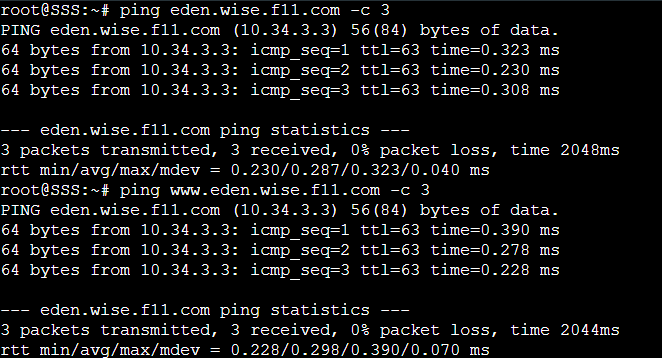 root@SSS:~# ping eden.wise.f11.com -c 3
PING eden.wise.f11.com (10.34.3.3) 56(84) bytes of data.
64 bytes from 10.34.3.3: icmp_seq=1 ttl=63 time=0.323 ms
64 bytes from 10.34.3.3: icmp_seq=2 ttl=63 time=0.230 ms
64 bytes from 10.34.3.3: icmp_seq=3 ttl=63 time=0.308 ms

--- eden.wise.f11.com ping statistics ---
3 packets transmitted, 3 received, 0% packet loss, time 2048ms
rtt min/avg/max/mdev = 0.230/0.287/0.323/0.040 ms
root@SSS:~# ping www.eden.wise.f11.com -c 3
PING eden.wise.f11.com (10.34.3.3) 56(84) bytes of data.
64 bytes from 10.34.3.3: icmp_seq=1 ttl=63 time=0.390 ms
64 bytes from 10.34.3.3: icmp_seq=2 ttl=63 time=0.278 ms
64 bytes from 10.34.3.3: icmp_seq=3 ttl=63 time=0.228 ms

--- eden.wise.f11.com ping statistics ---
3 packets transmitted, 3 received, 0% packet loss, time 2044ms
rtt min/avg/max/mdev = 0.228/0.298/0.390/0.070 ms